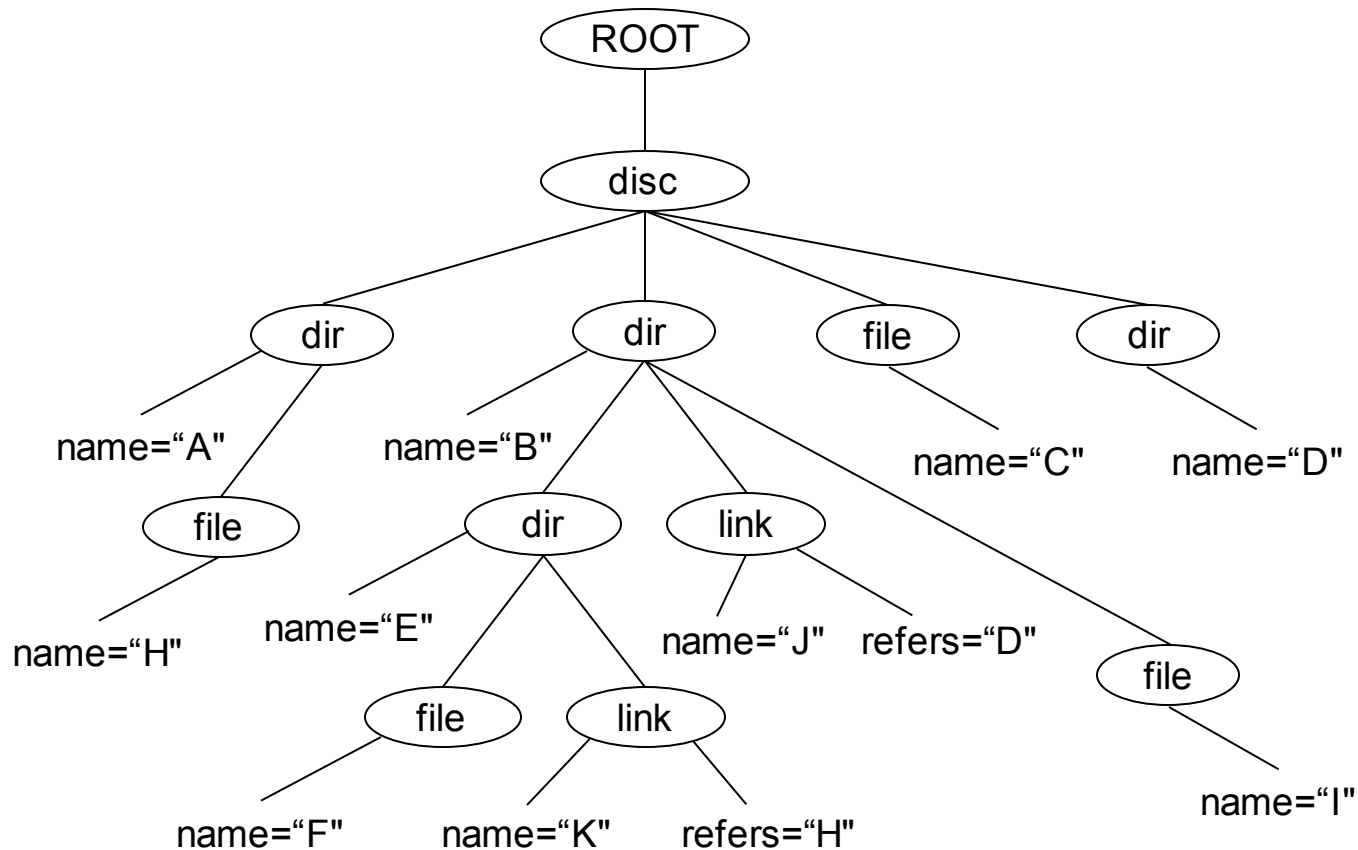 ROOT
disc
dir
dir
file
dir
name=“A"
name=“B"
name=“C"
name=“D"
file
dir
link
name=“H"
name=“E"
name=“J"
refers=“D"
file
file
link
name=“I"
name=“F"
name=“K"
refers=“H"